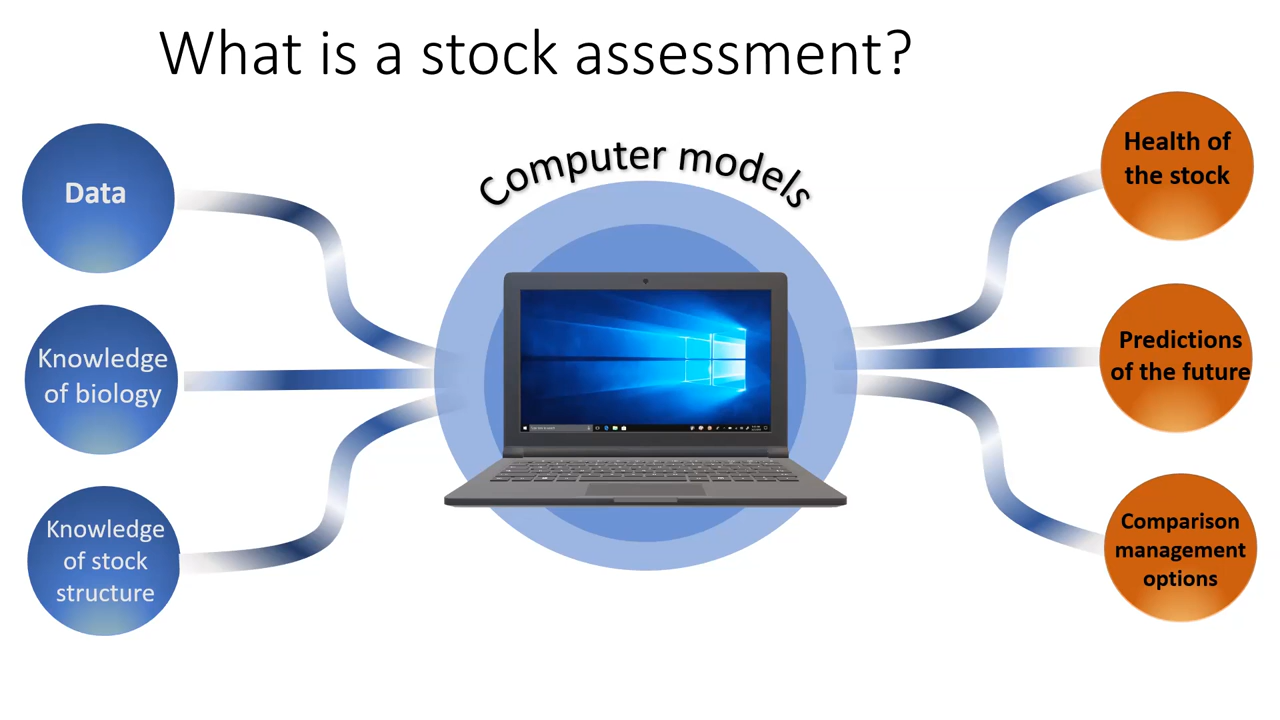 What is a stock assessment?
Computer models
Data
Knowledge
of biology
Knowledge
of stock
structure
Health of
the stock
Predictions
of the future
Comparison
management
options